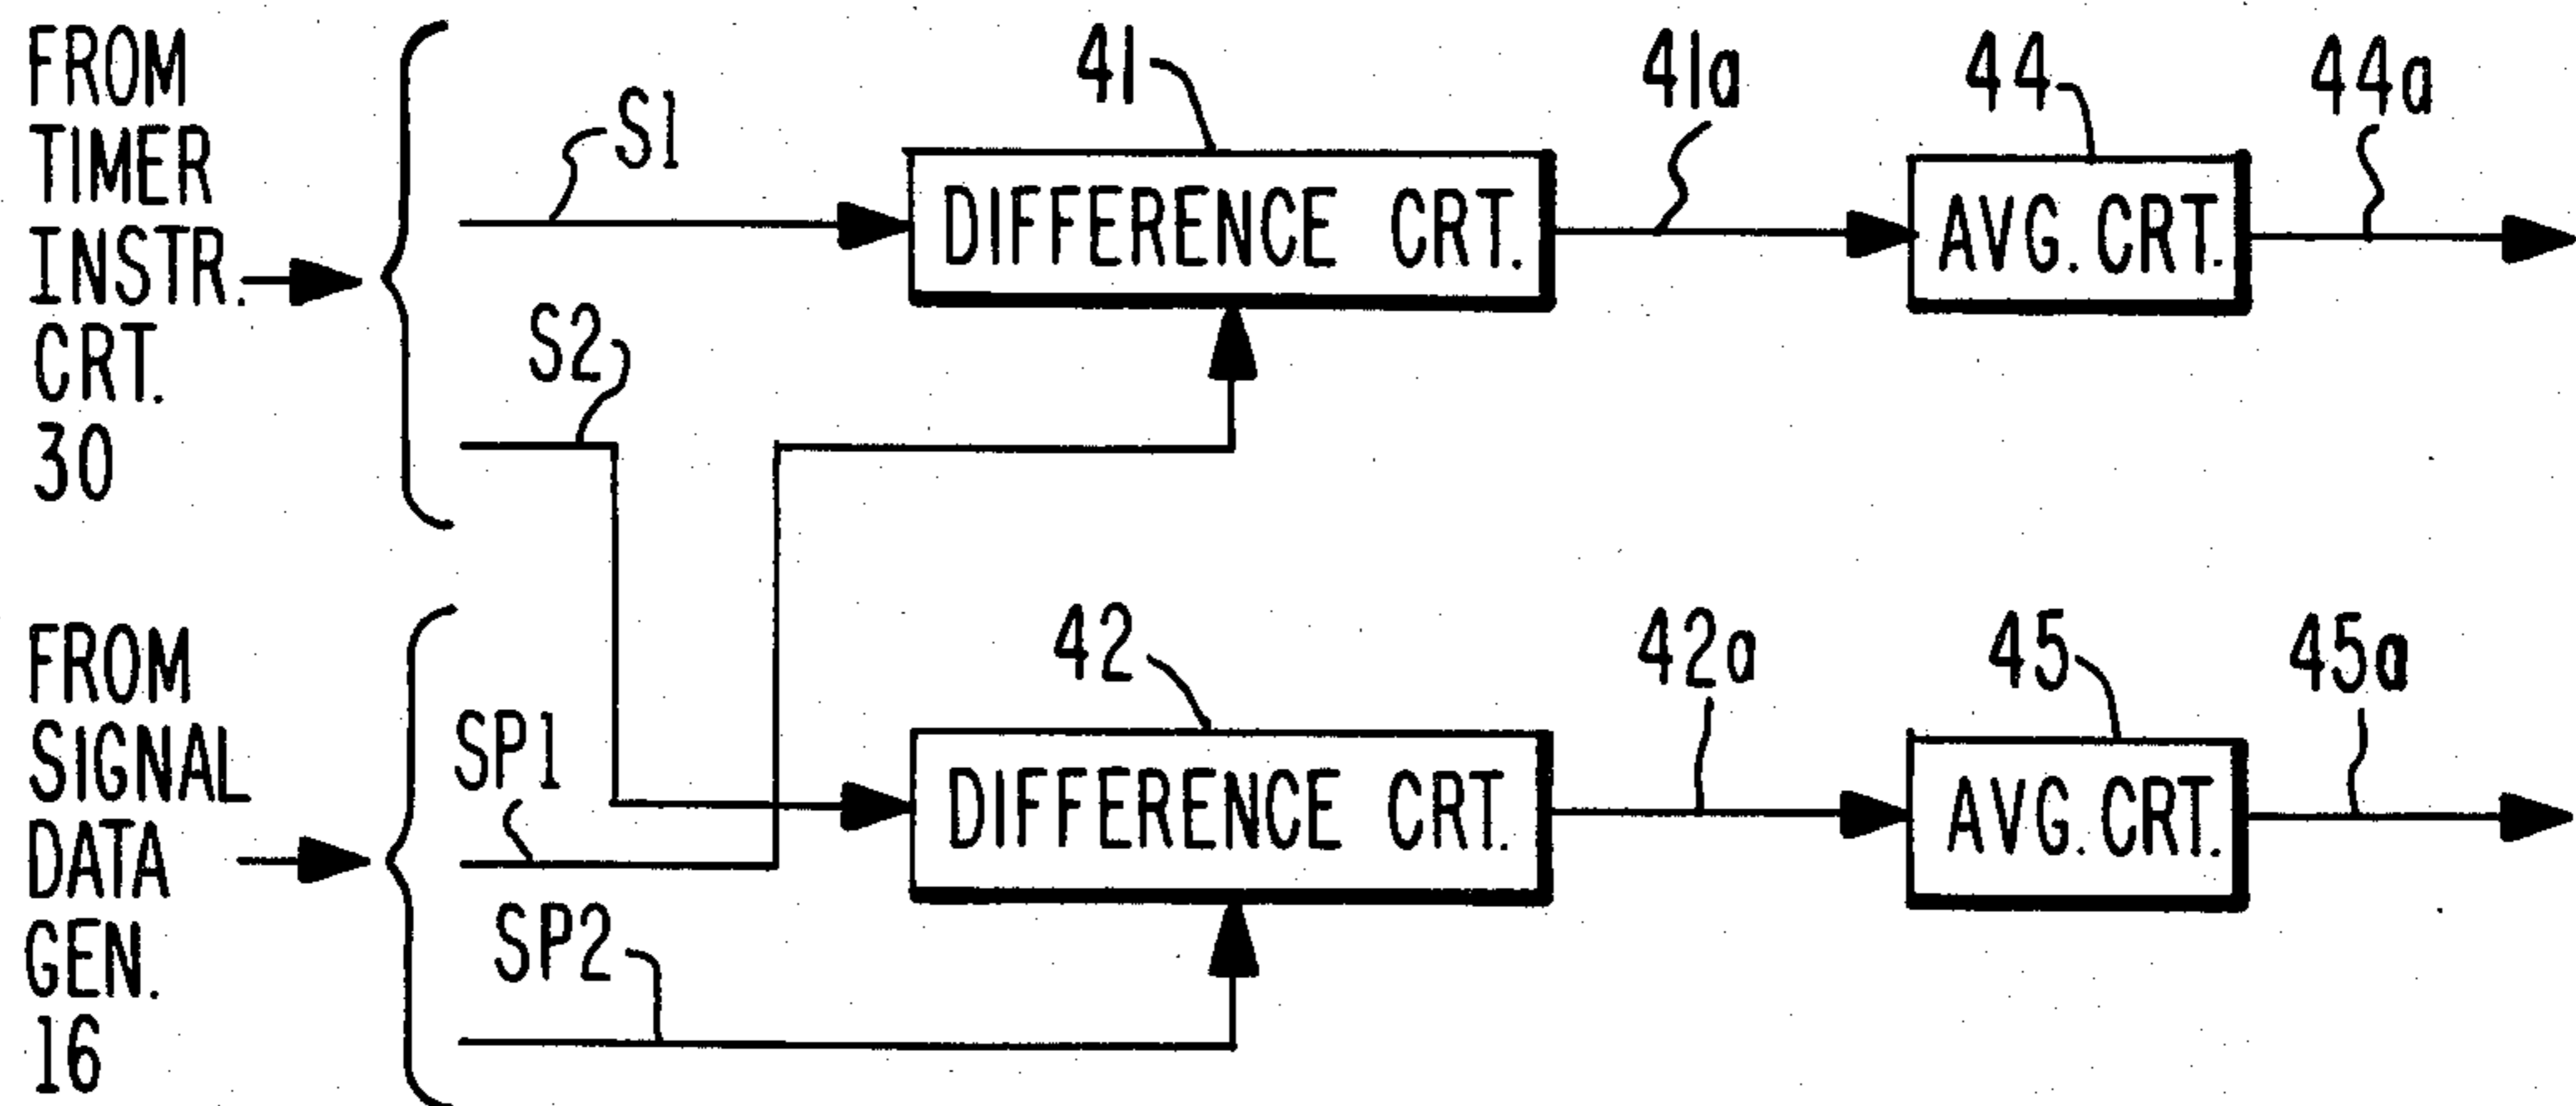 FROM
TIMER
INSTR.
CRT.
30
S1
S2
41
DIFFERENCE CRT.
41a
44
AVG. CRT.
44a
FROM
SIGNAL
DATA
GEN.
16
SP1
SP2
42
DIFFERENCE CRT.
42a
45
AVG. CRT.
45a